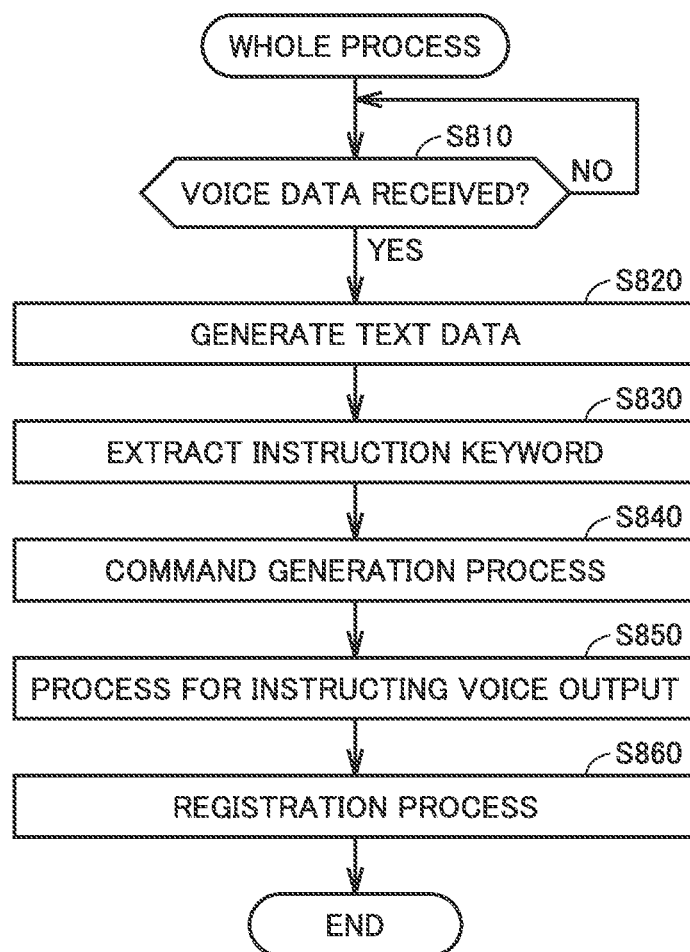 WHOLE PROCESS
S810
VOICE DATA RECEIVED?
NO
YES
S820
GENERATE TEXT DATA
S830
EXTRACT INSTRUCTION KEYWORD
S840
COMMAND GENERATION PROCESS
S850
PROCESS FOR INSTRUCTING VOICE OUTPUT
S860
REGISTRATION PROCESS
END